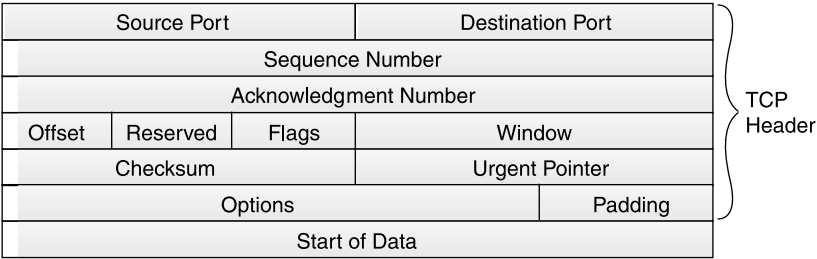 Source Port Destination Port
Sequence Number
Acknowledgment Number
Offset Reserved Flags Window
Checksum Urgent Pointer
Options Padding
Start of Data
TCP
Header